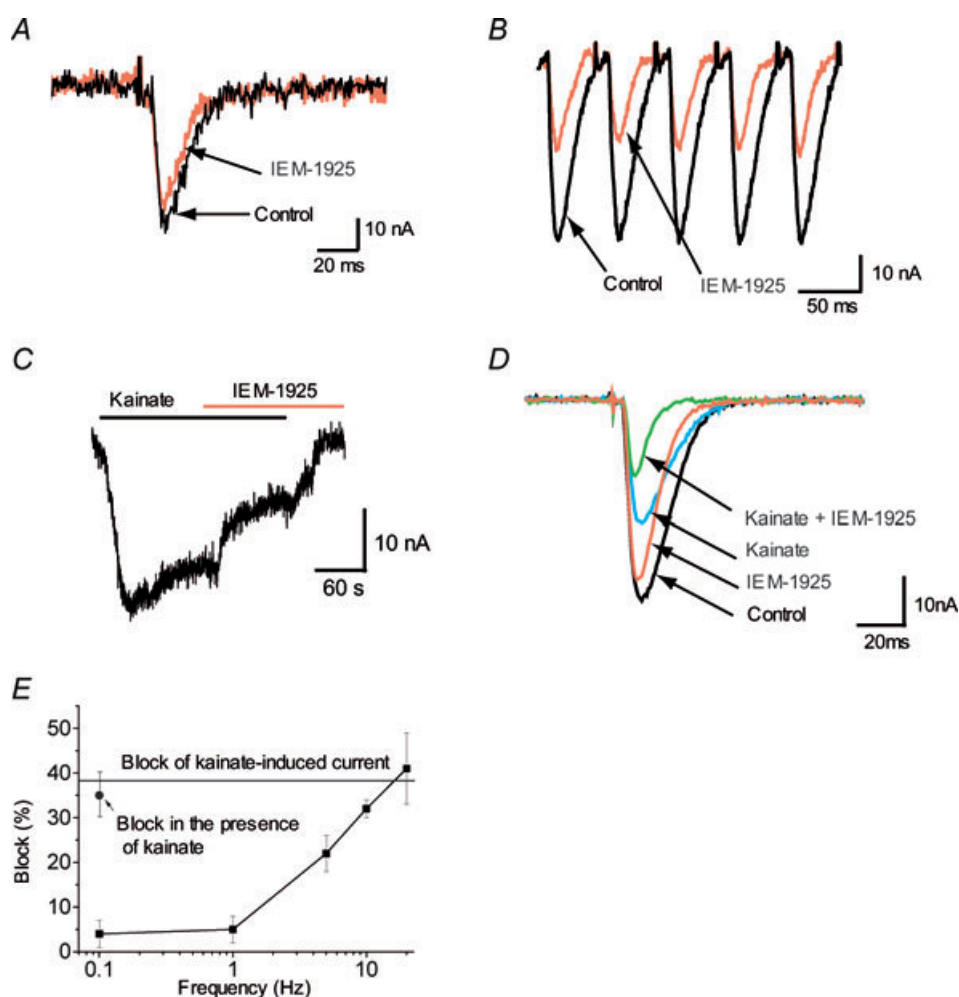 A
IEM-1925
Control
10 nA
20 ms
B
Control
IEM-1925
10 nA
50 ms
C
Kainate
IEM-1925
10 nA
60 s
D
Kainate + IEM-1925
Kainate
IEM-1925
Control
10nA
20ms
E
50
40
30
20
10
0
Block (%)
Block of kainate-induced current
Block in the presence
of kainate
0.1
1
10
Frequency (Hz)